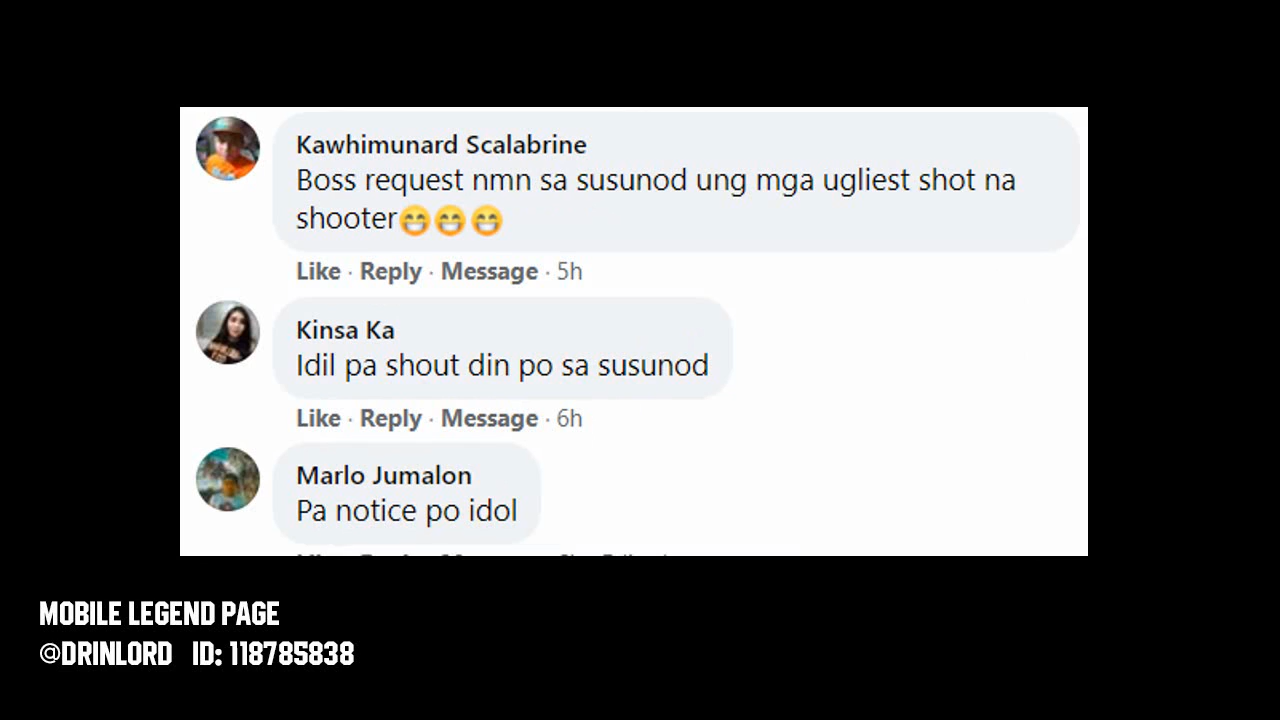 Kawhimunard Scalabrine
Boss request nmn sa susunod ung mga ugliest shot na
shooter😁😁😁
Like · Reply · Message · 5h
Kinsa Ka
Idil pa shout din po sa susunod
Like · Reply · Message · 6h
Marlo Jumalon
Pa notice po idol
MOBILE LEGEND PAGE
@DRINLORD ID: 118785838